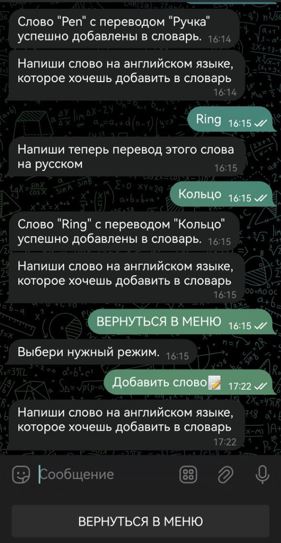 Слово "Pen" с переводом "Ручка"
успешно добавлены в словарь. 16:14
Напиши слово на английском языке,
которое хочешь добавить в словарь
16:14
Ring 16:15
Напиши теперь перевод этого слова
на русском 16:15
Кольцо 16:15
Слово "Ring" с переводом "Кольцо"
успешно добавлены в словарь. 16:15
Напиши слово на английском языке,
которое хочешь добавить в словарь
16:15
ВЕРНУТЬСЯ В МЕНЮ 16:15
Выбери нужный режим. 16:15
Добавить слово📝 17:22
Напиши слово на английском языке,
которое хочешь добавить в словарь
17:22
Сообщение
ВЕРНУТЬСЯ В МЕНЮ